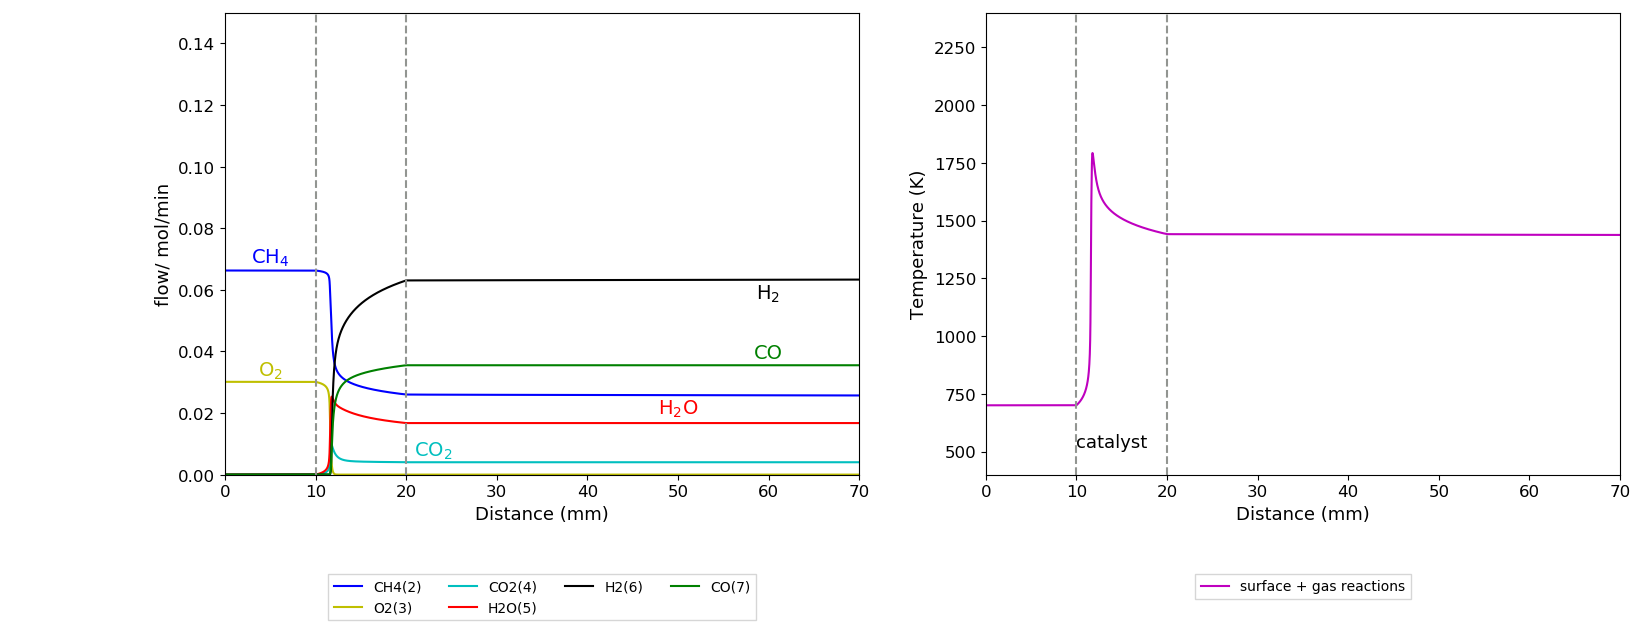 0.14
0.12
0.10
0.08
0.06
0.04
0.02
0.00
flow/ mol/min
CH4
O2
H2
CO
H2O
CO2
0 10 20 30 40 50 60 70
Distance (mm)
CH4(2) CO2(4) H2(6) CO(7)
O2(3) H2O(5)
2250
2000
1750
1500
1250
1000
750
500
Temperature (K)
catalyst
0 10 20 30 40 50 60 70
Distance (mm)
surface + gas reactions